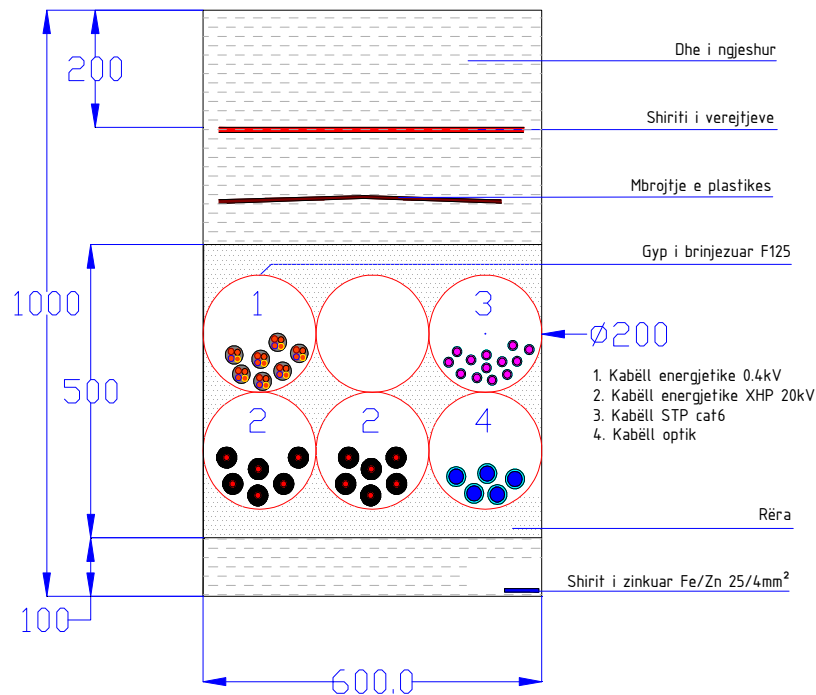 Dhe i ngjeshur
200
Shiriti i verejtjeve
Mbrojtje e plastikes
Gyp i brinjezuar F125
1000
1
3
Ø200
1. Kabëll energjetike 0.4kV
2. Kabëll energjetike XHP 20kV
3. Kabëll STP cat6
4. Kabëll optik
500
2
2
4
Rëra
Shirit i zinkuar Fe/Zn 25/4mm²
100
600.0